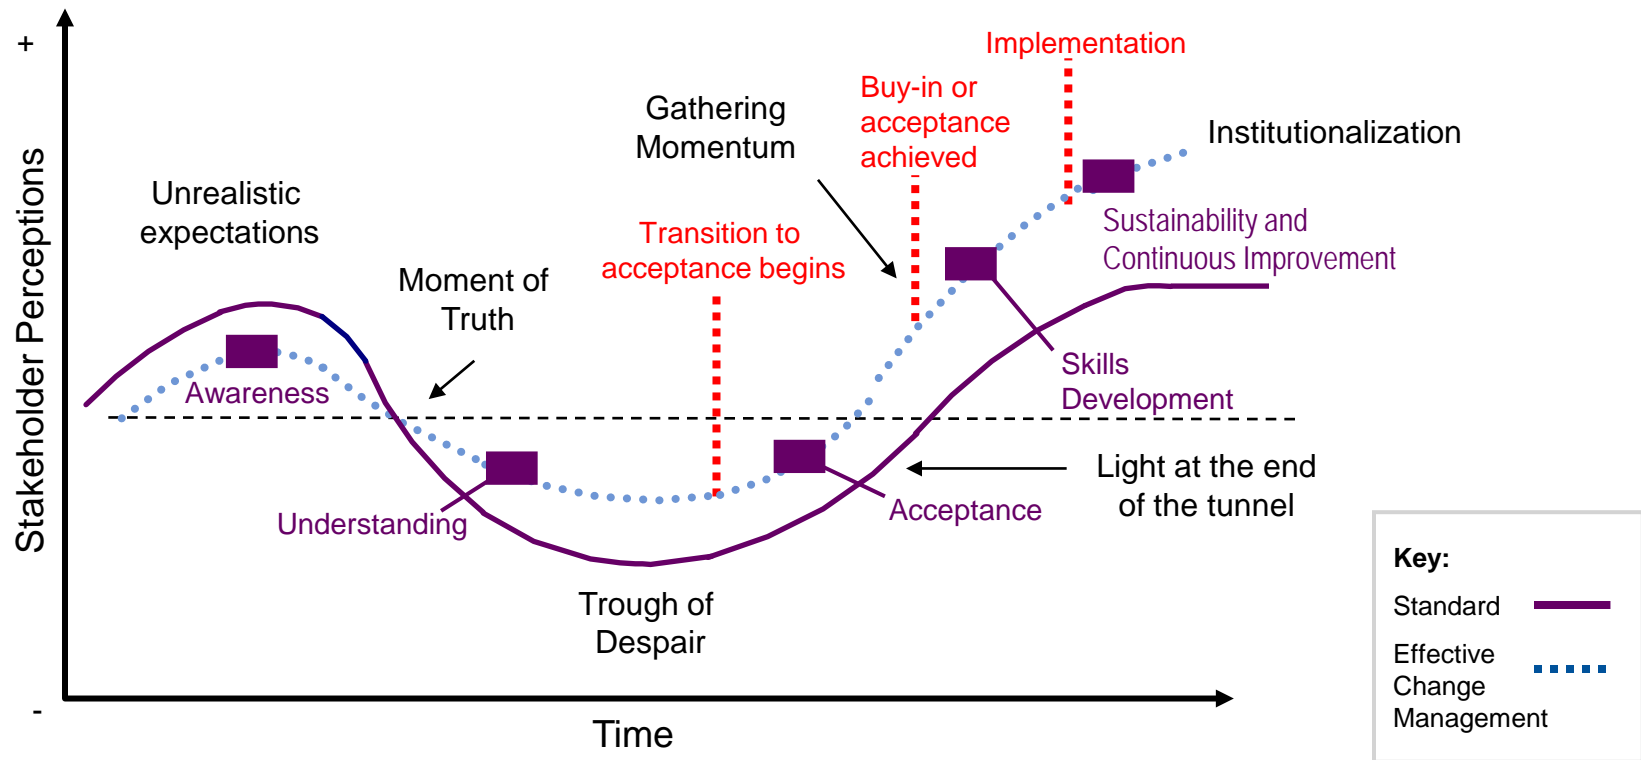 +
Implementation
Buy-in or
acceptance
achieved
Gathering
Momentum
Institutionalization
Unrealistic
expectations
Sustainability and
Continuous Improvement
Transition to
acceptance begins
Moment of
Truth
Stakeholder Perceptions
Awareness
Skills
Development
Light at the end
of the tunnel
Understanding
Acceptance
Trough of
Despair
-
Time
Key:
Standard
Effective
Change
Management